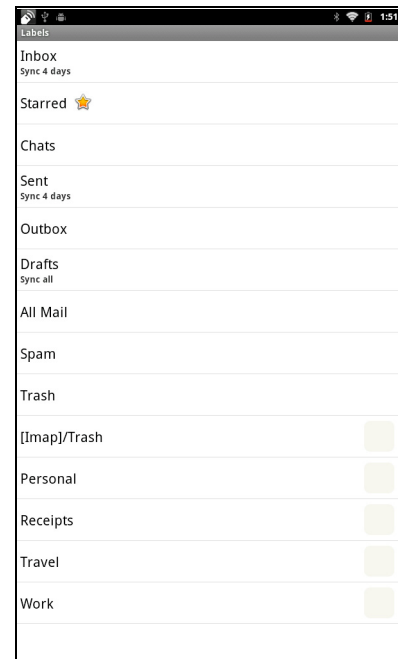 1:51
Labels
Inbox
Sync 4 days
Starred
Chats
Sent
Sync 4 days
Outbox
Drafts
Sync all
All Mail
Spam
Trash
[Imap]/Trash
Personal
Receipts
Travel
Work